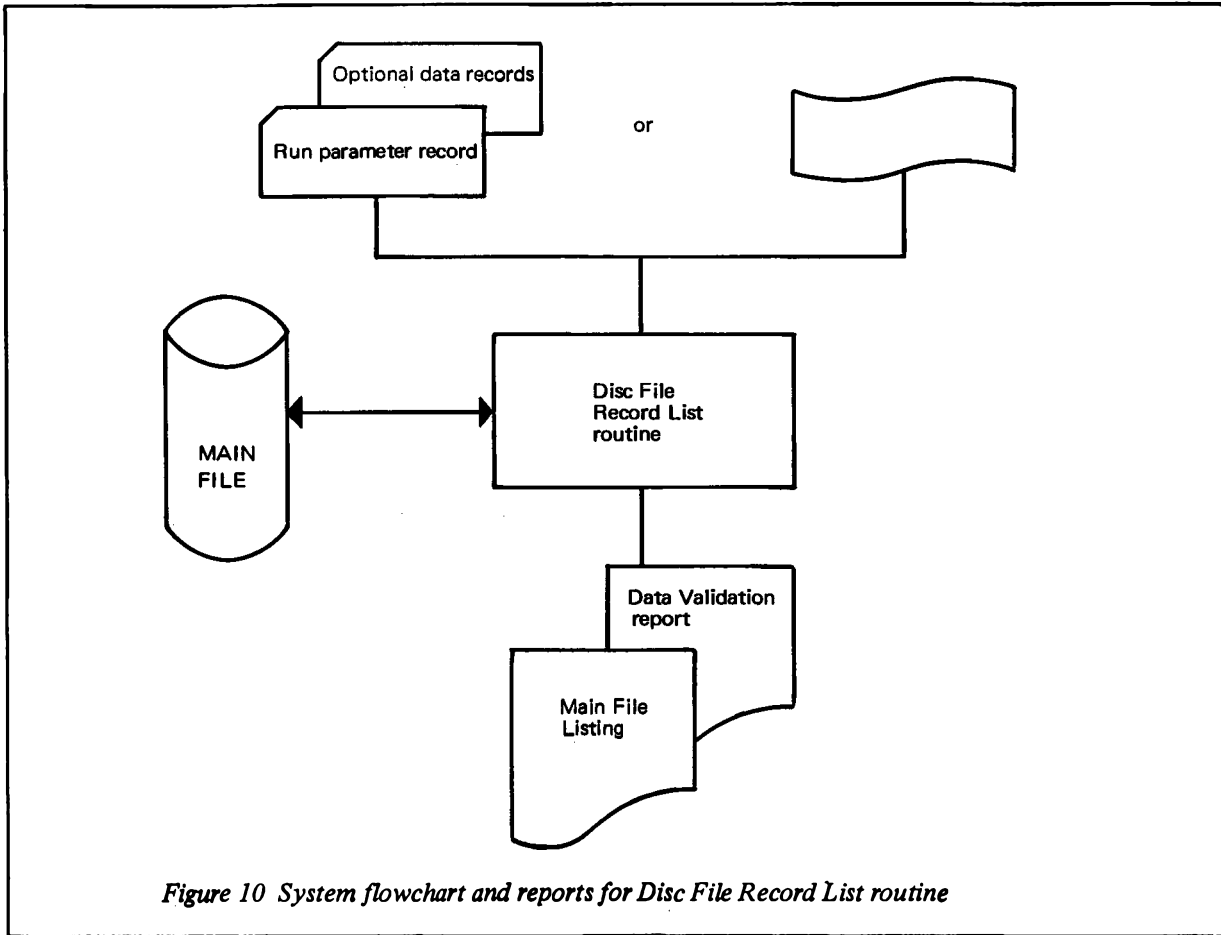 Optional data records
Run parameter record
or
MAIN
FILE
Disc File
Record List
routine
Data Validation
report
Main File
Listing
Figure 10 System flowchart and reports for Disc File Record List routine